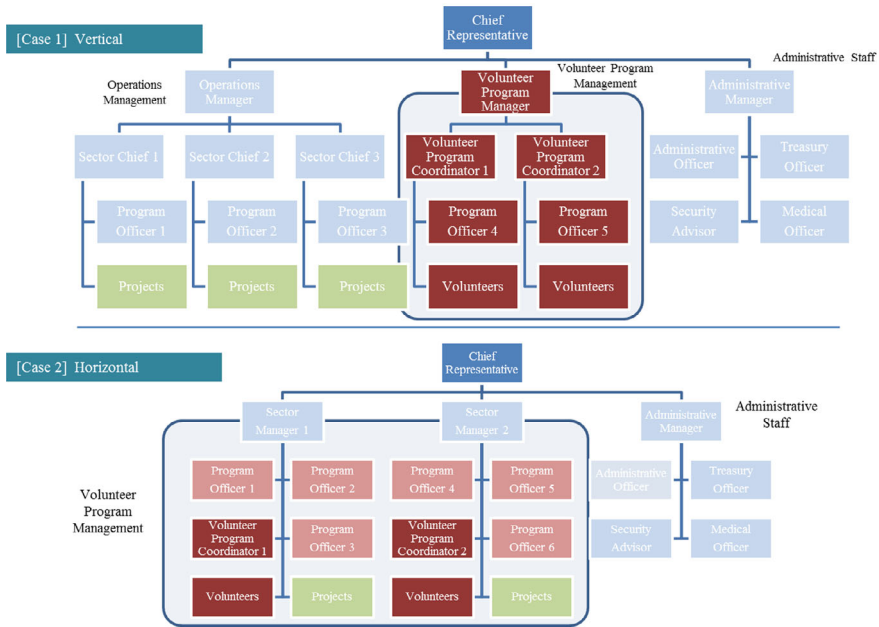 [Case 1] Vertical
Chief
Representative
Administrative Staff
Operations
Management
Operations
Manager
Volunteer
Program
Manager
Volunteer Program
Management
Administrative
Manager
Sector Chief 1
Sector Chief 2
Sector Chief 3
Volunteer
Program
Coordinator 1
Volunteer
Program
Coordinator 2
Administrative
Officer
Treasury
Officer
Program
Officer 1
Program
Officer 2
Program
Officer 3
Program
Officer 4
Program
Officer 5
Security
Advisor
Medical
Officer
Projects
Projects
Projects
Volunteers
Volunteers
[Case 2] Horizontal
Chief
Representative
Sector
Manager 1
Sector
Manager 2
Administrative
Manager
Administrative
Staff
Volunteer
Program
Management
Program
Officer 1
Program
Officer 2
Program
Officer 4
Program
Officer 5
Administrative
Officer
Treasury
Officer
Volunteer
Program
Coordinator 1
Program
Officer 3
Volunteer
Program
Coordinator 2
Program
Officer 6
Security
Advisor
Medical
Officer
Volunteers
Projects
Volunteers
Projects